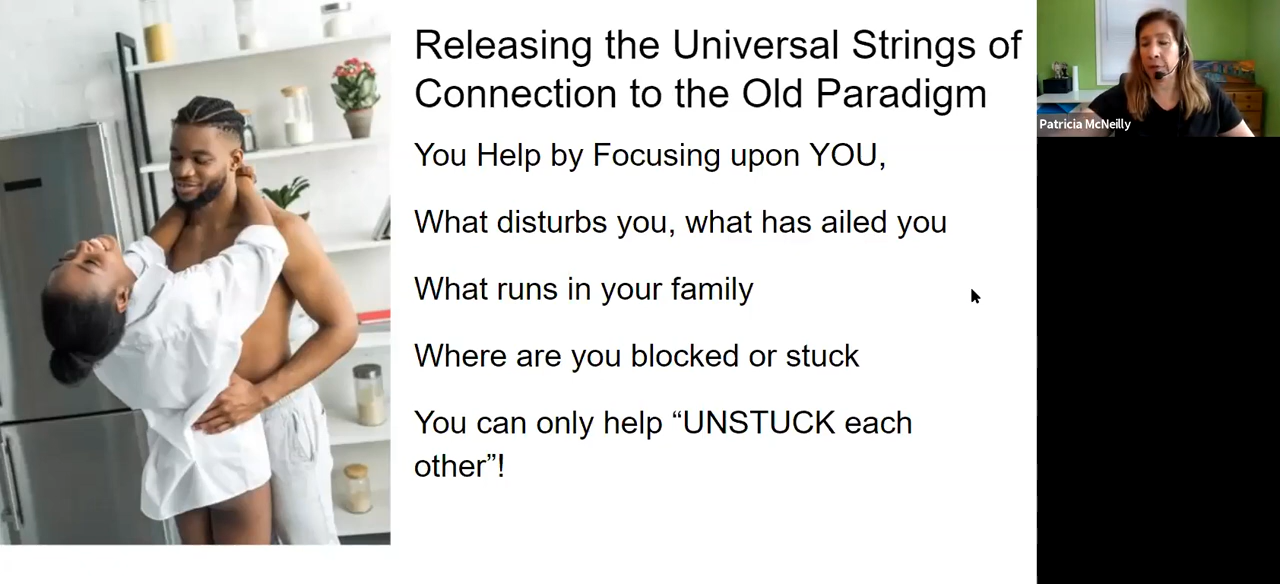 Releasing the Universal Strings of
Connection to the Old Paradigm
You Help by Focusing upon YOU,
What disturbs you, what has ailed you
What runs in your family
Where are you blocked or stuck
You can only help “UNSTUCK each
other”!
Patricia McNeilly